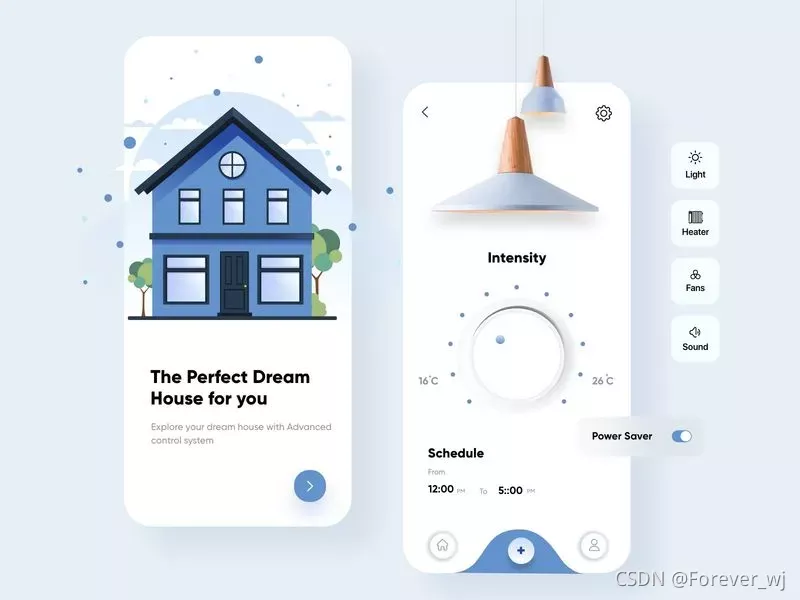 The Perfect Dream
House for you
Explore your dream house with Advanced
control system
Intensity
16°C
26°C
Schedule
From
12:00 PM To 5::00 PM
Light
Heater
Fans
Sound
Power Saver
CSDN @Forever_wj